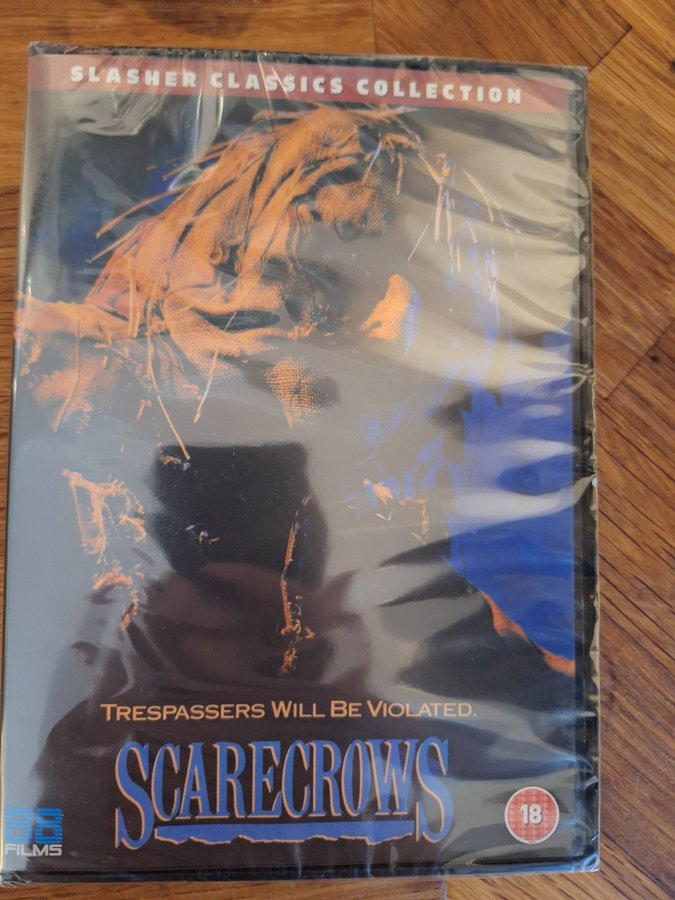 SLASHER CLASSICS COLLECTION
TRESPASSERS WILL BE VIOLATED.
SCARECROWS
88
FILMS
18